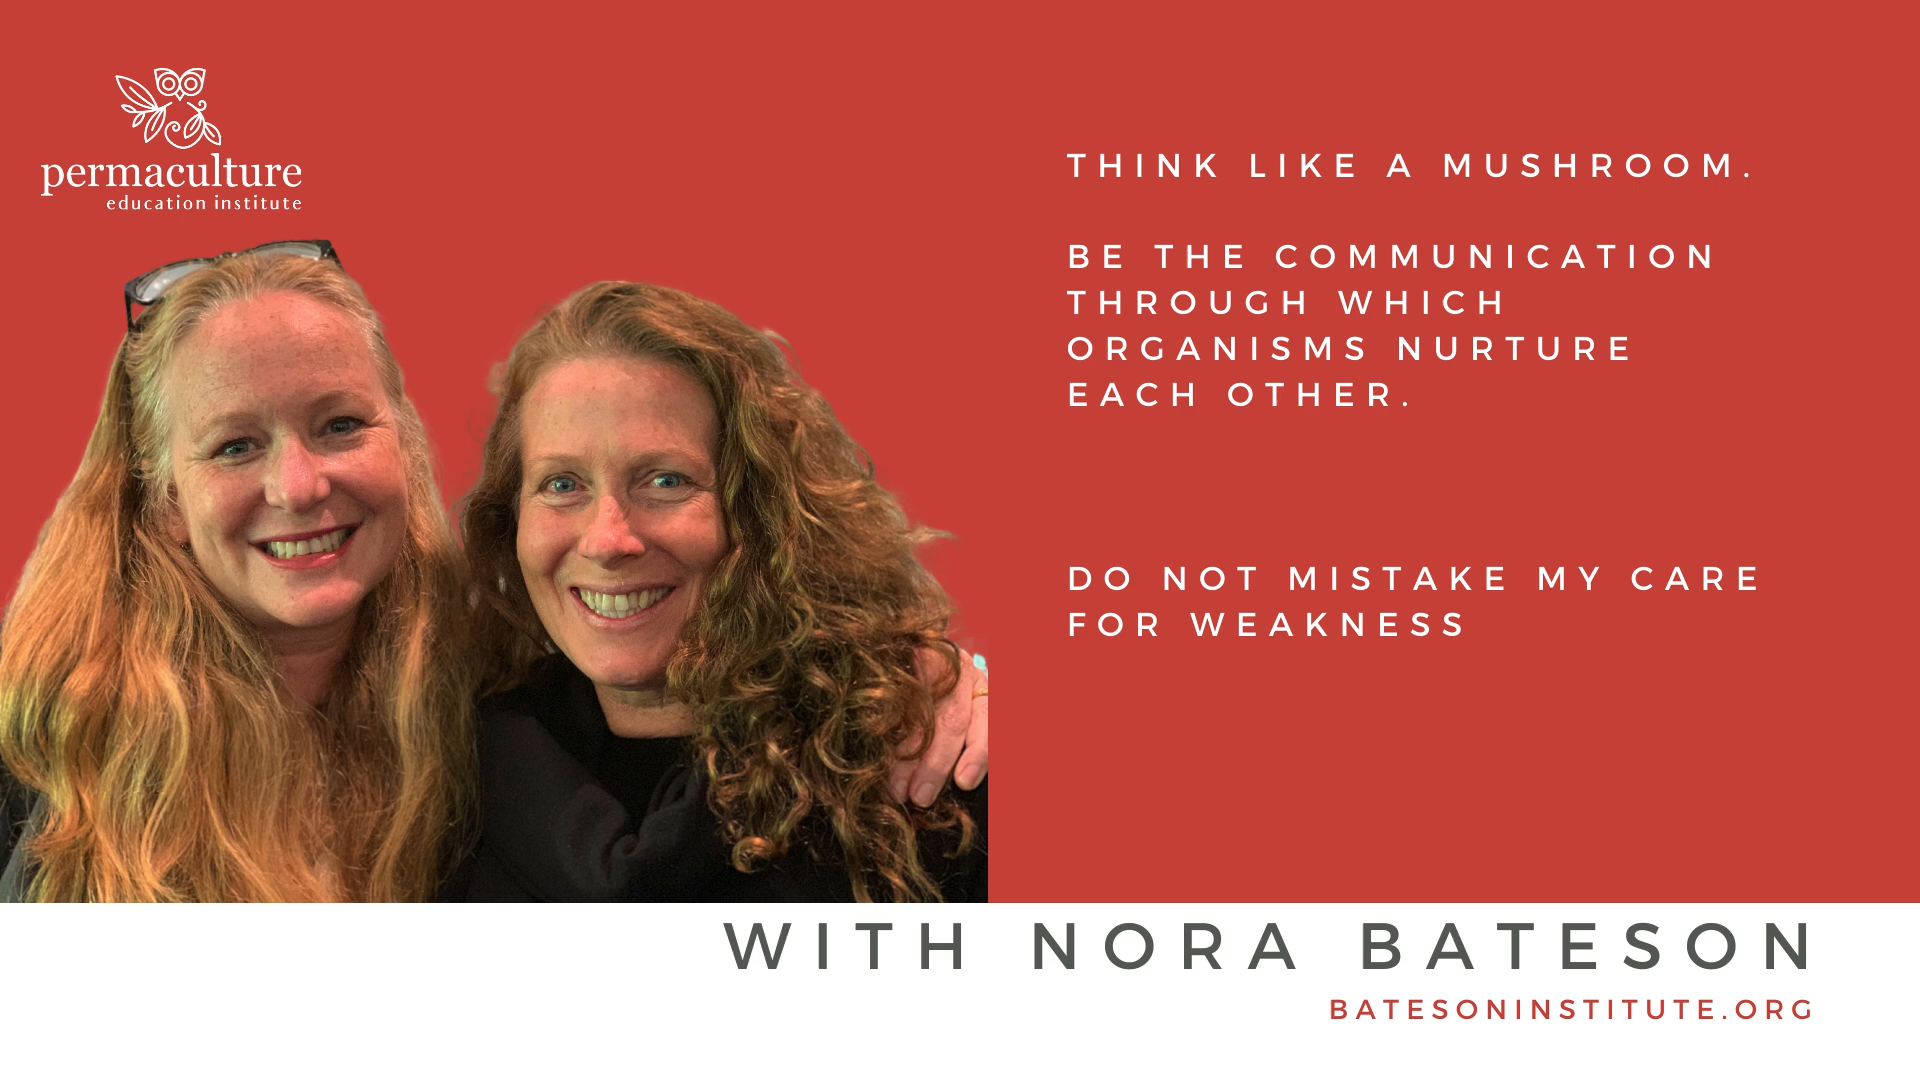 permaculture
education institute
THINK LIKE A MUSHROOM.
BE THE COMMUNICATION
THROUGH WHICH
ORGANISMS NURTURE
EACH OTHER.
DO NOT MISTAKE MY CARE
FOR WEAKNESS
WITH NORA BATESON
BATESONINSTITUTE.ORG